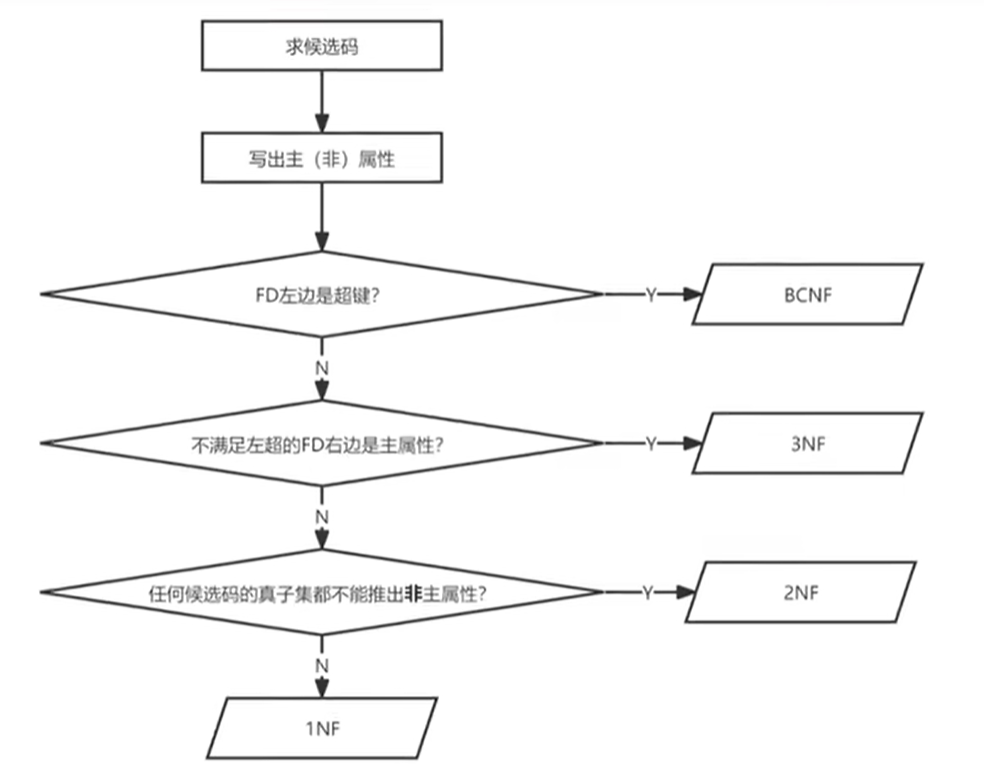 求候选码
写出主（非）属性
FD左边是超键？
Y
BCNF
N
不满足左超的FD右边是主属性？
Y
3NF
N
任何候选码的真子集都不能推出非主属性？
Y
2NF
N
1NF